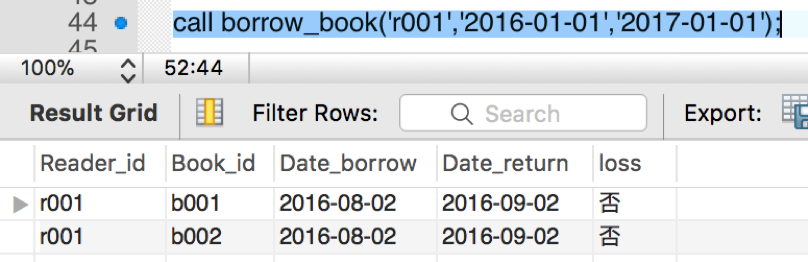 44 call borrow_book('r001','2016-01-01','2017-01-01');
45
100% 52:44
Result Grid Filter Rows: Search Export:
Reader_id Book_id Date_borrow Date_return loss
r001 b001 2016-08-02 2016-09-02 否
r001 b002 2016-08-02 2016-09-02 否